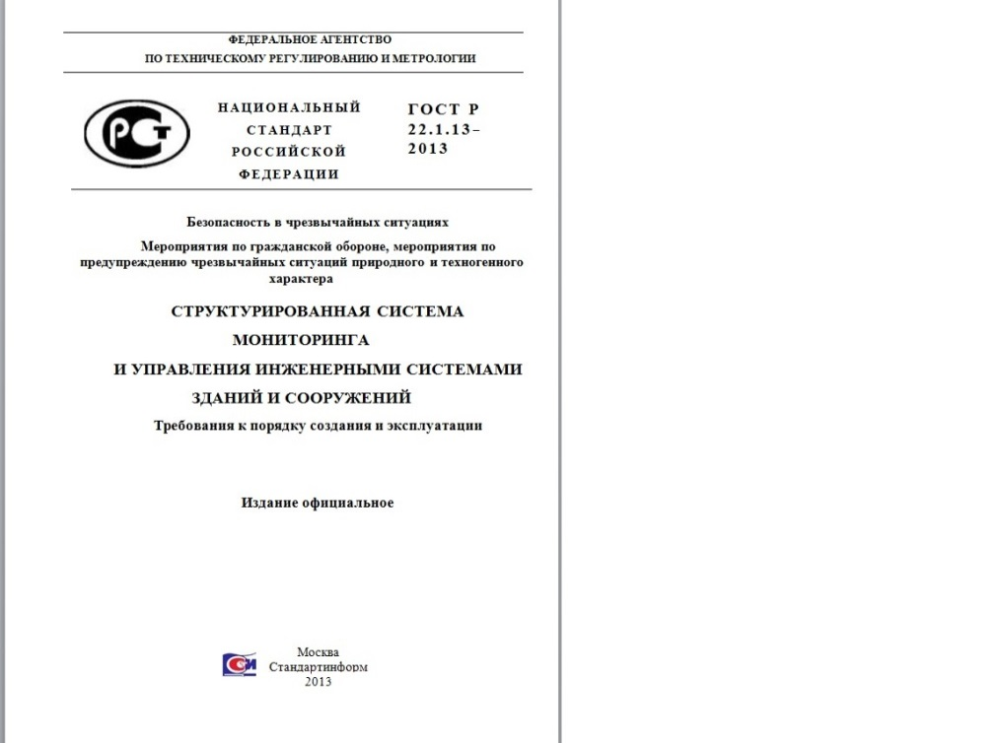 ФЕДЕРАЛЬНОЕ АГЕНТСТВО
ПО ТЕХНИЧЕСКОМУ РЕГУЛИРОВАНИЮ И МЕТРОЛОГИИ
РСТ
НАЦИОНАЛЬНЫЙ
СТАНДАРТ
РОССИЙСКОЙ
ФЕДЕРАЦИИ
ГОСТ Р
22.1.13–
2013
Безопасность в чрезвычайных ситуациях
Мероприятия по гражданской обороне, мероприятия по
предупреждению чрезвычайных ситуаций природного и техногенного
характера
СТРУКТУРИРОВАННАЯ СИСТЕМА
МОНИТОРИНГА
И УПРАВЛЕНИЯ ИНЖЕНЕРНЫМИ СИСТЕМАМИ
ЗДАНИЙ И СООРУЖЕНИЙ
Требования к порядку создания и эксплуатации
Издание официальное
СИ
Москва
Стандартинформ
2013